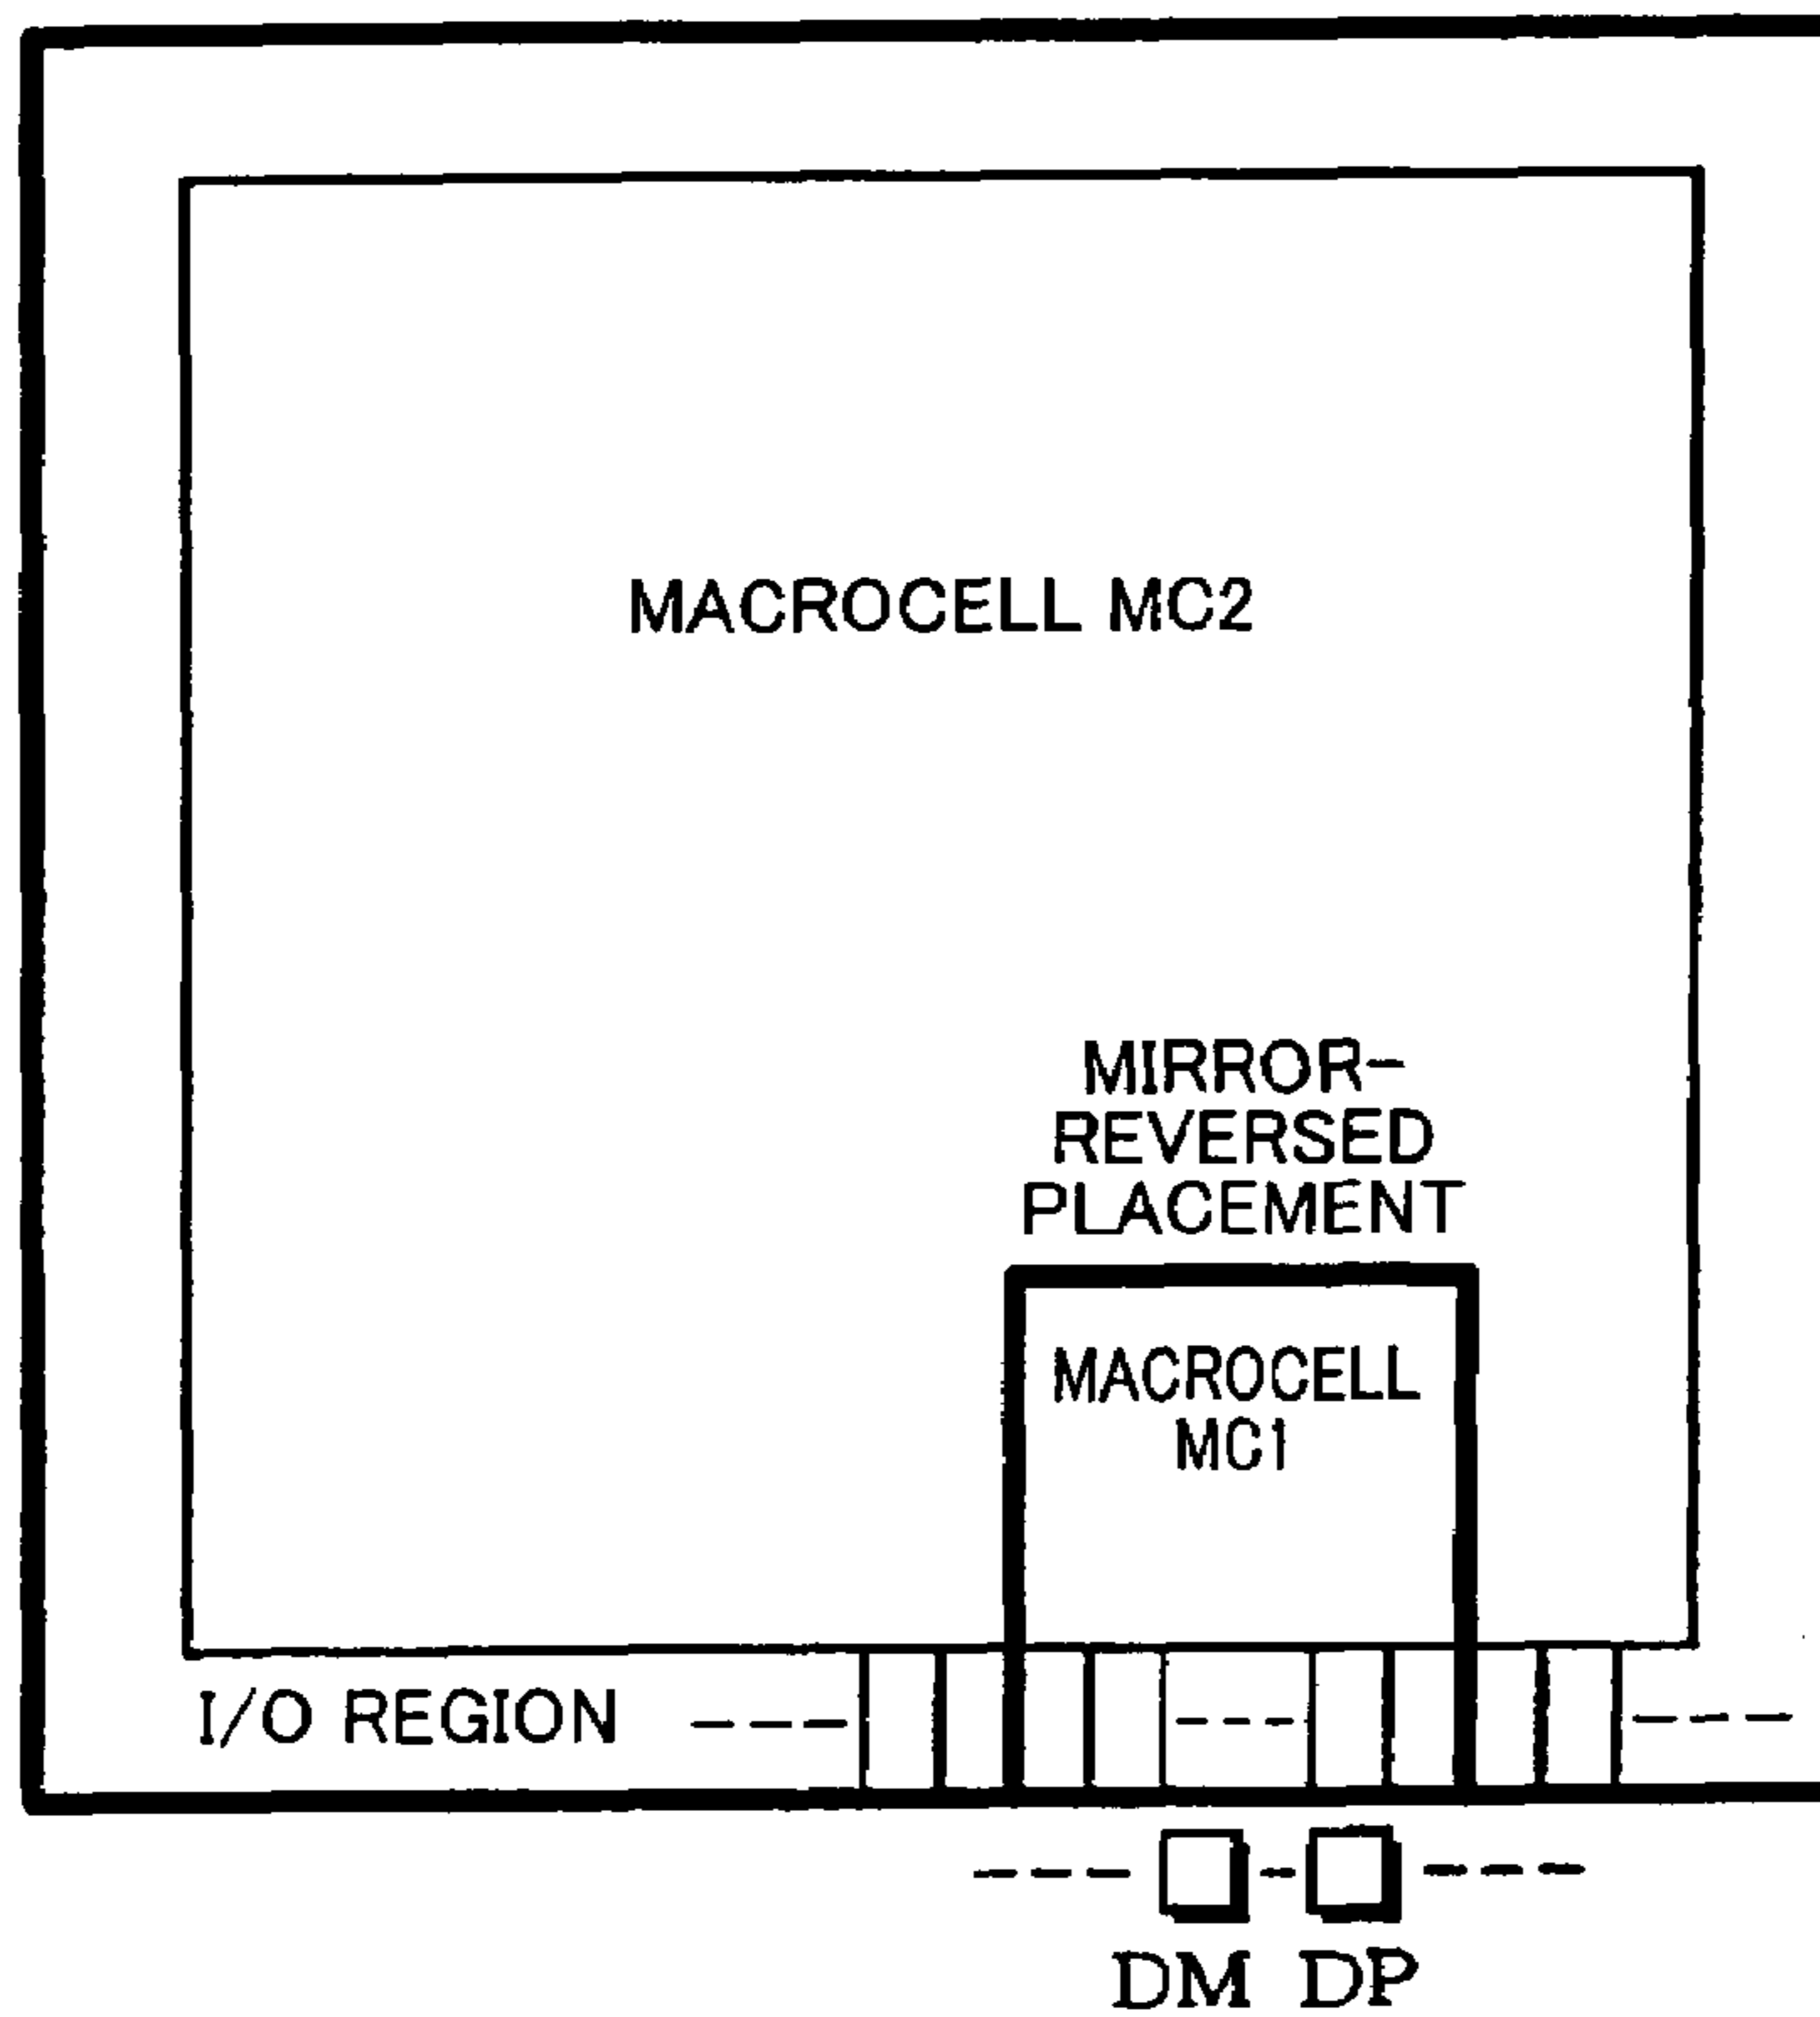 MACROCELL MC2
MIRROR-
REVERSED
PLACEMENT
MACROCELL
MC1
I/O REGION
DM DP